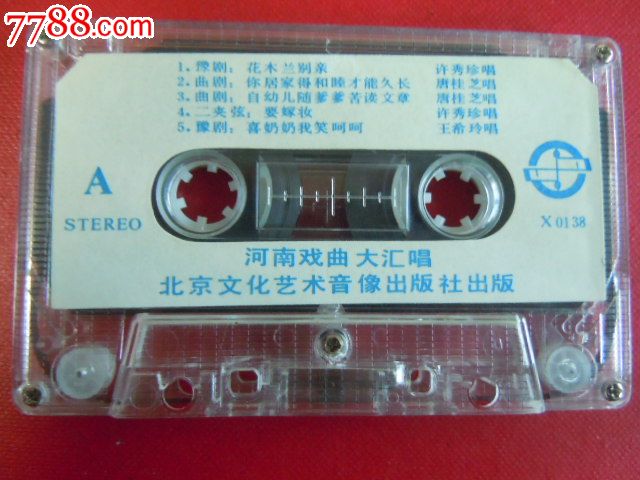 7788.com
1、豫剧：花木兰别亲 许秀珍唱
2、曲剧：你居家得和睦才能久长 唐桂芝唱
3、曲剧：自幼儿随爹爹苦读文章 唐桂芝唱
4、二夹弦：要嫁妆 许秀珍唱
5、豫剧：喜奶奶我笑呵呵 王希玲唱
A
STEREO
X 0138
河南戏曲大汇唱
北京文化艺术音像出版社出版